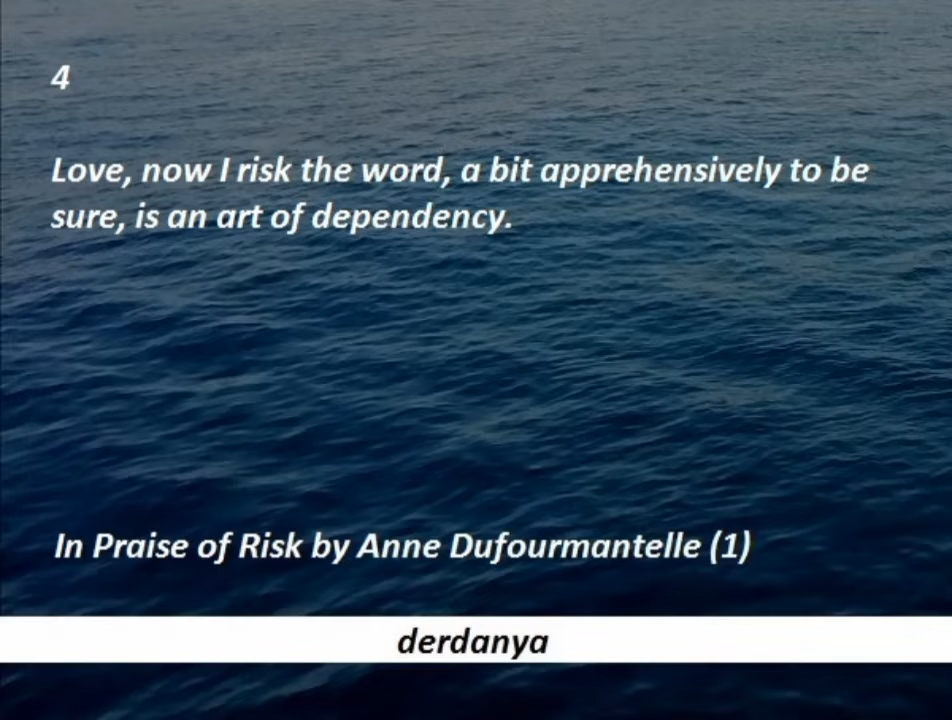 4
Love, now I risk the word, a bit apprehensively to be
sure, is an art of dependency.
In Praise of Risk by Anne Dufourmantelle (1)
derdanya